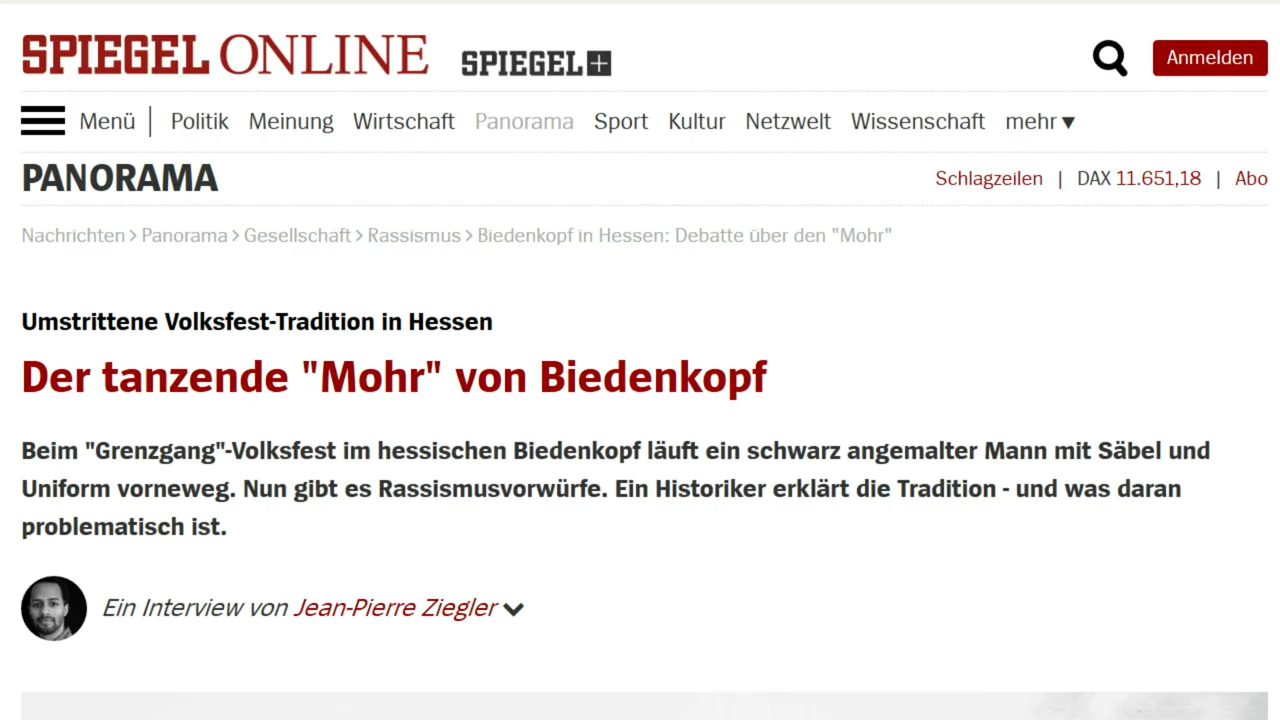 SPIEGEL ONLINE SPIEGEL+ Anmelden
Menü | Politik Meinung Wirtschaft Panorama Sport Kultur Netzwelt Wissenschaft mehr ▼
PANORAMA Schlagzeilen | DAX 11.651,18 | Abo
Nachrichten > Panorama > Gesellschaft > Rassismus > Biedenkopf in Hessen: Debatte über den "Mohr"
Umstrittene Volksfest-Tradition in Hessen
Der tanzende "Mohr" von Biedenkopf
Beim "Grenzgang"-Volksfest im hessischen Biedenkopf läuft ein schwarz angemalter Mann mit Säbel und
Uniform vorneweg. Nun gibt es Rassismusvorwürfe. Ein Historiker erklärt die Tradition - und was daran
problematisch ist.
Ein Interview von Jean-Pierre Ziegler